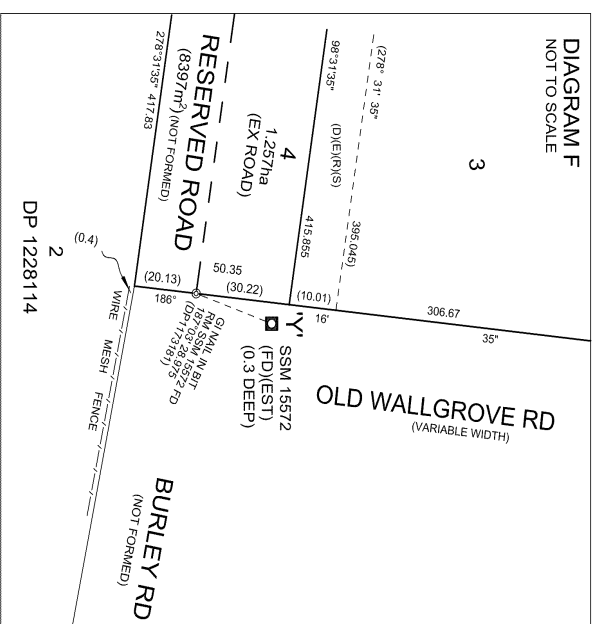 DIAGRAM F
NOT TO SCALE
3
(278° 31' 35"
395.045)
(D)(E)(R)(S)
98°31'35"
415.855
4
1.257ha
(EX ROAD)
RESERVED ROAD
(8397m²) (NOT FORMED)
278°31'35" 417.83
2
DP 1228114
(0.4)
(20.13)
186°
50.35
(30.22)
(10.01)
16'
306.67
35"
'Y'
SSM 15572
(FD)(EST)
(0.3 DEEP)
GI NAIL IN BIT
RM SSM 15572 FD
187°03' 28.975
(DP1173181)
OLD WALLGROVE RD
(VARIABLE WIDTH)
WIRE MESH FENCE
BURLEY RD
(NOT FORMED)